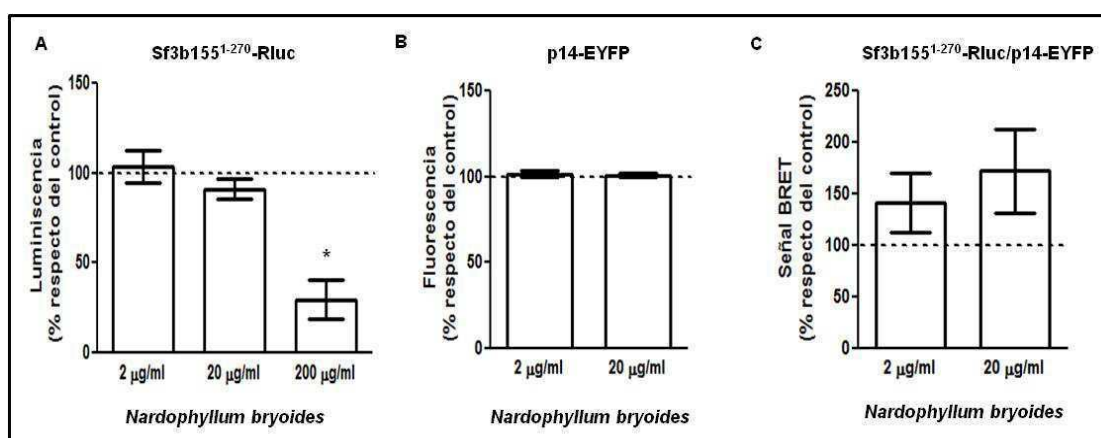 A
Sf3b155¹⁻²⁷⁰-Rluc
Luminiscencia
(% respecto del control)
150
100
50
0
*
2 µg/ml
20 µg/ml
200 µg/ml
Nardophyllum bryoides
B
p14-EYFP
Fluorescencia
(% respecto del control)
150
100
50
0
2 µg/ml
20 µg/ml
Nardophyllum bryoides
C
Sf3b155¹⁻²⁷⁰-Rluc/p14-EYFP
Señal BRET
(% respecto del control)
250
200
150
100
50
0
2 µg/ml
20 µg/ml
Nardophyllum bryoides